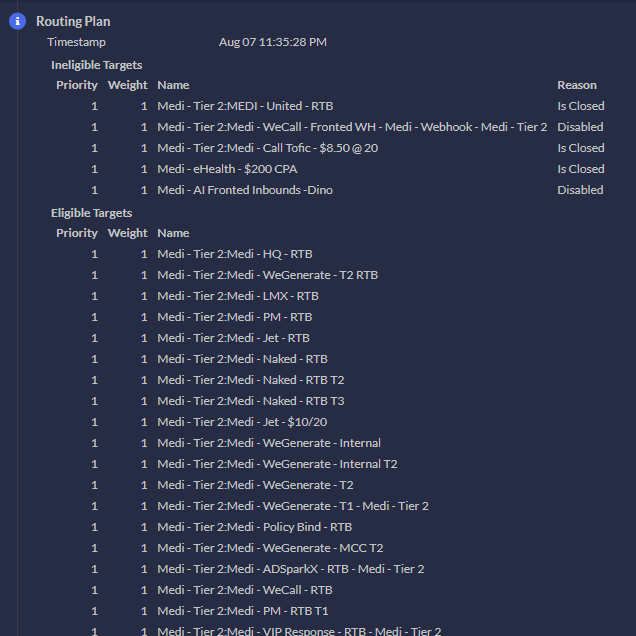 Routing Plan
Timestamp Aug 07 11:35:28 PM
Ineligible Targets
Priority Weight Name Reason
1 1 Medi - Tier 2:MEDI - United - RTB Is Closed
1 1 Medi - Tier 2:Medi - WeCall - Fronted WH - Medi - Webhook - Medi - Tier 2 Disabled
1 1 Medi - Tier 2:Medi - Call Tofic - $8.50 @ 20 Is Closed
1 1 Medi - eHealth - $200 CPA Is Closed
1 1 Medi - AI Fronted Inbounds -Dino Disabled
Eligible Targets
Priority Weight Name
1 1 Medi - Tier 2:Medi - HQ - RTB
1 1 Medi - Tier 2:Medi - WeGenerate - T2 RTB
1 1 Medi - Tier 2:Medi - LMX - RTB
1 1 Medi - Tier 2:Medi - PM - RTB
1 1 Medi - Tier 2:Medi - Jet - RTB
1 1 Medi - Tier 2:Medi - Naked - RTB
1 1 Medi - Tier 2:Medi - Naked - RTB T2
1 1 Medi - Tier 2:Medi - Naked - RTB T3
1 1 Medi - Tier 2:Medi - Jet - $10/20
1 1 Medi - Tier 2:Medi - WeGenerate - Internal
1 1 Medi - Tier 2:Medi - WeGenerate - Internal T2
1 1 Medi - Tier 2:Medi - WeGenerate - T2
1 1 Medi - Tier 2:Medi - WeGenerate - T1 - Medi - Tier 2
1 1 Medi - Tier 2:Medi - Policy Bind - RTB
1 1 Medi - Tier 2:Medi - WeGenerate - MCC T2
1 1 Medi - Tier 2:Medi - ADSparkX - RTB - Medi - Tier 2
1 1 Medi - Tier 2:Medi - WeCall - RTB
1 1 Medi - Tier 2:Medi - PM - RTB T1
1 1 Medi - Tier 2:Medi - VIP Response - RTB - Medi - Tier 2